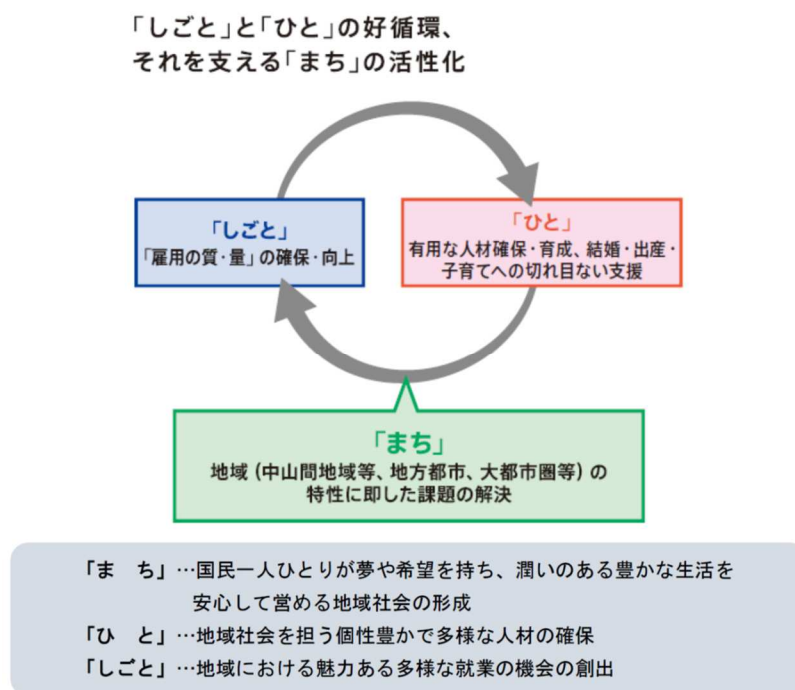 「しごと」と「ひと」の好循環、
それを支える「まち」の活性化
「しごと」
「雇用の質・量」の確保・向上
「ひと」
有用な人材確保・育成、結婚・出産・
子育てへの切れ目ない支援
「まち」
地域（中山間地域等、地方都市、大都市圏等）の
特性に即した課題の解決
「ま　ち」…国民一人ひとりが夢や希望を持ち、潤いのある豊かな生活を
安心して営める地域社会の形成
「ひ　と」…地域社会を担う個性豊かで多様な人材の確保
「しごと」…地域における魅力ある多様な就業の機会の創出